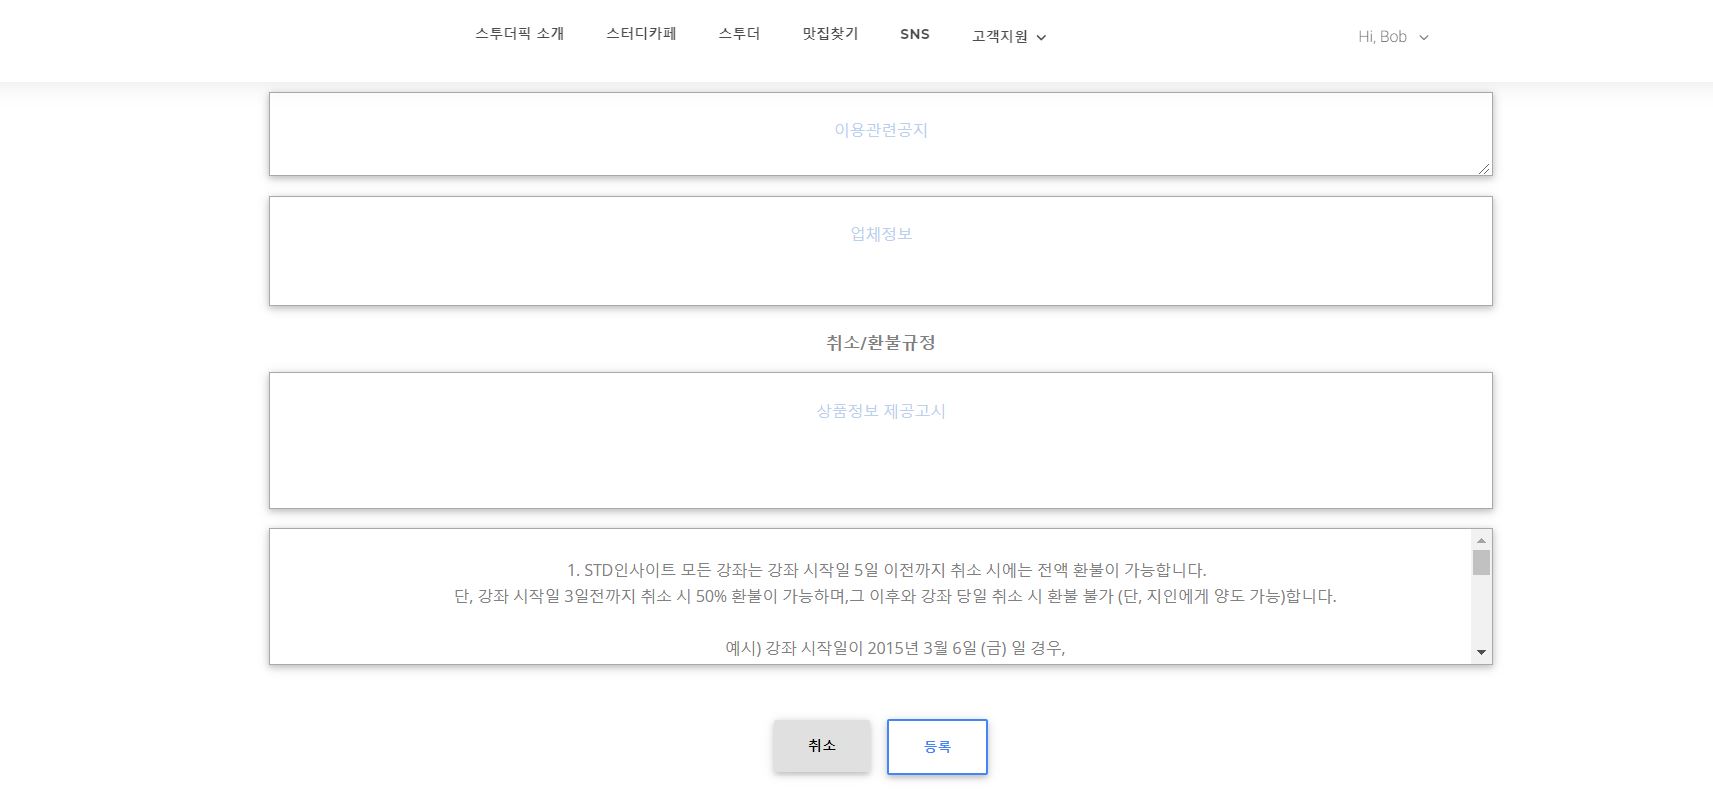 스투더픽 소개 스터디카페 스투더 맛집찾기 SNS 고객지원 Hi, Bob
이용관련공지
업체정보
취소/환불규정
상품정보 제공고시
1. STD인사이트 모든 강좌는 강좌 시작일 5일 이전까지 취소 시에는 전액 환불이 가능합니다.
단, 강좌 시작일 3일전까지 취소 시 50% 환불이 가능하며,그 이후와 강좌 당일 취소 시 환불 불가 (단, 지인에게 양도 가능)합니다.
예시) 강좌 시작일이 2015년 3월 6일 (금) 일 경우,
취소 등록